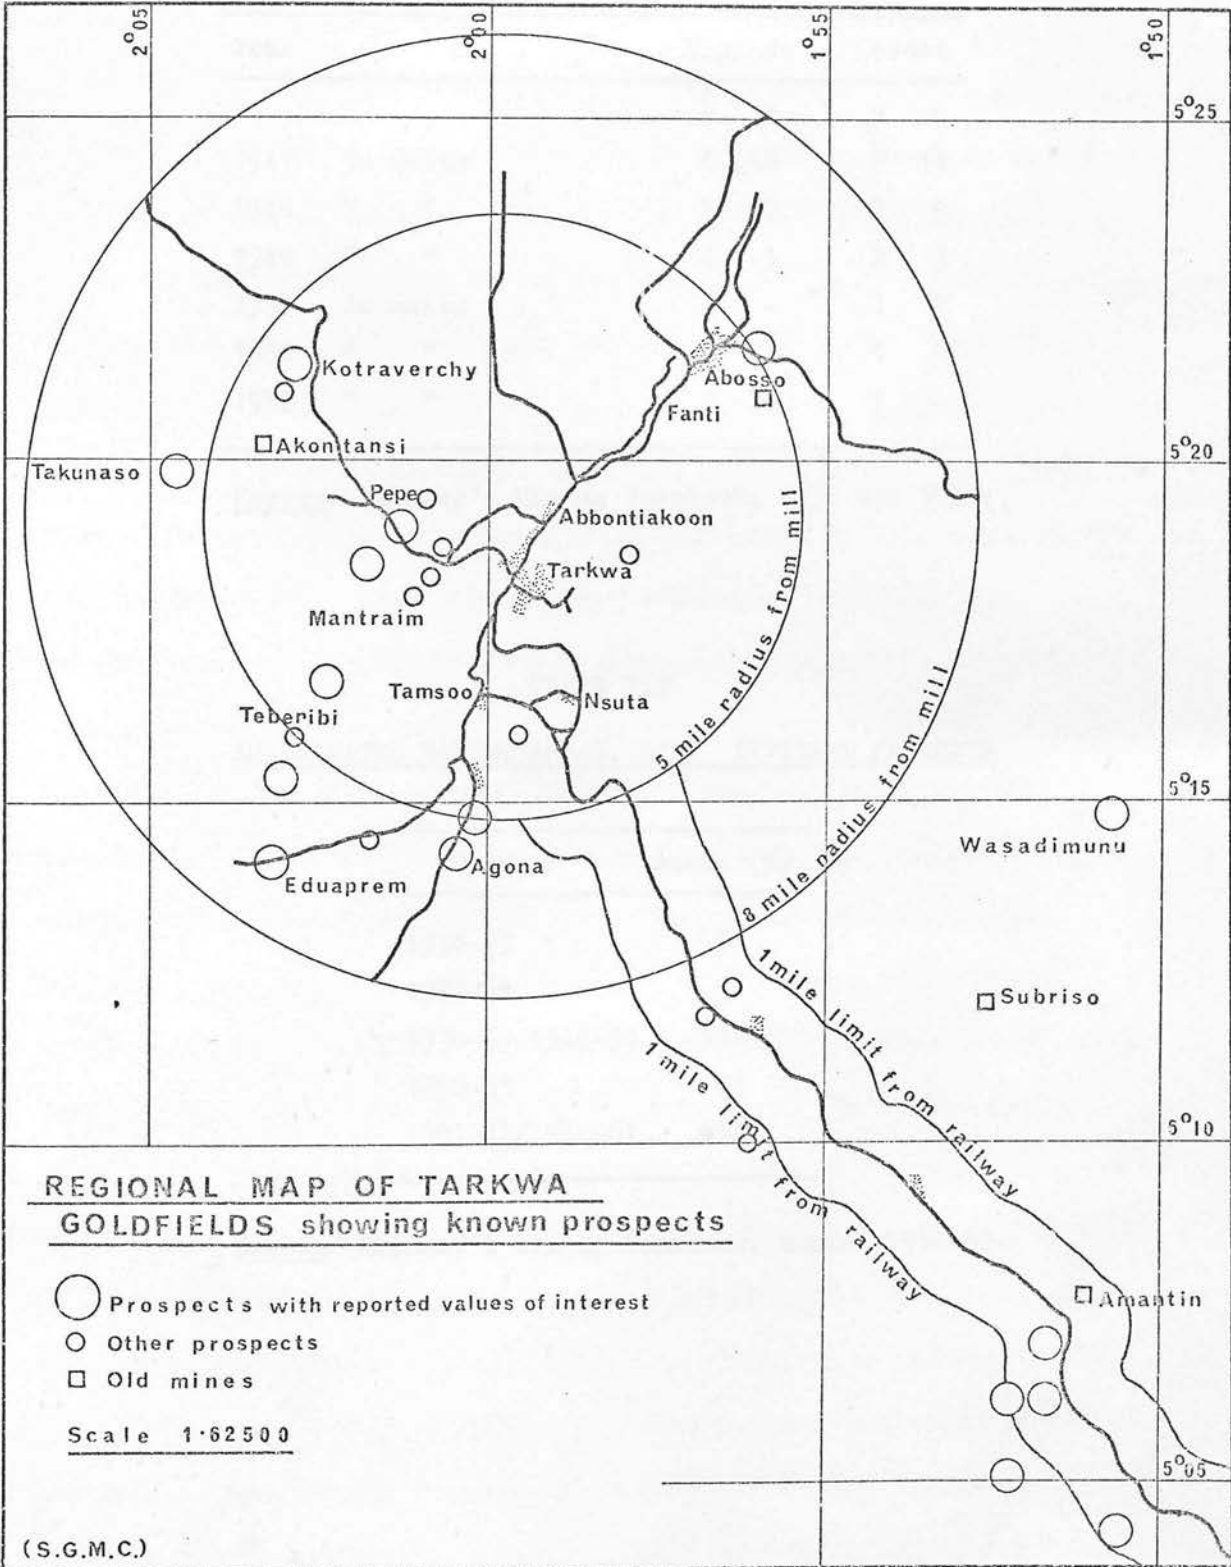 2°05
2°00
1°55
1°50
5°25
Kotraverchy
Abosso
Fanti
Akontansi
5°20
Takunaso
Pepe
Abbontiakoon
Tarkwa
Mantraim
5 mile radius from mill
8 mile radius from mill
Tamsoo
Nsuta
Teberibi
5°15
Wasadimunu
Agona
Eduaprem
Subriso
1 mile limit from railway
1 mile limit from railway
5°10
REGIONAL MAP OF TARKWA
GOLDFIELDS showing known prospects
Prospects with reported values of interest
Other prospects
Old mines
Scale 1·62500
Amantin
5°05
(S.G.M.C.)